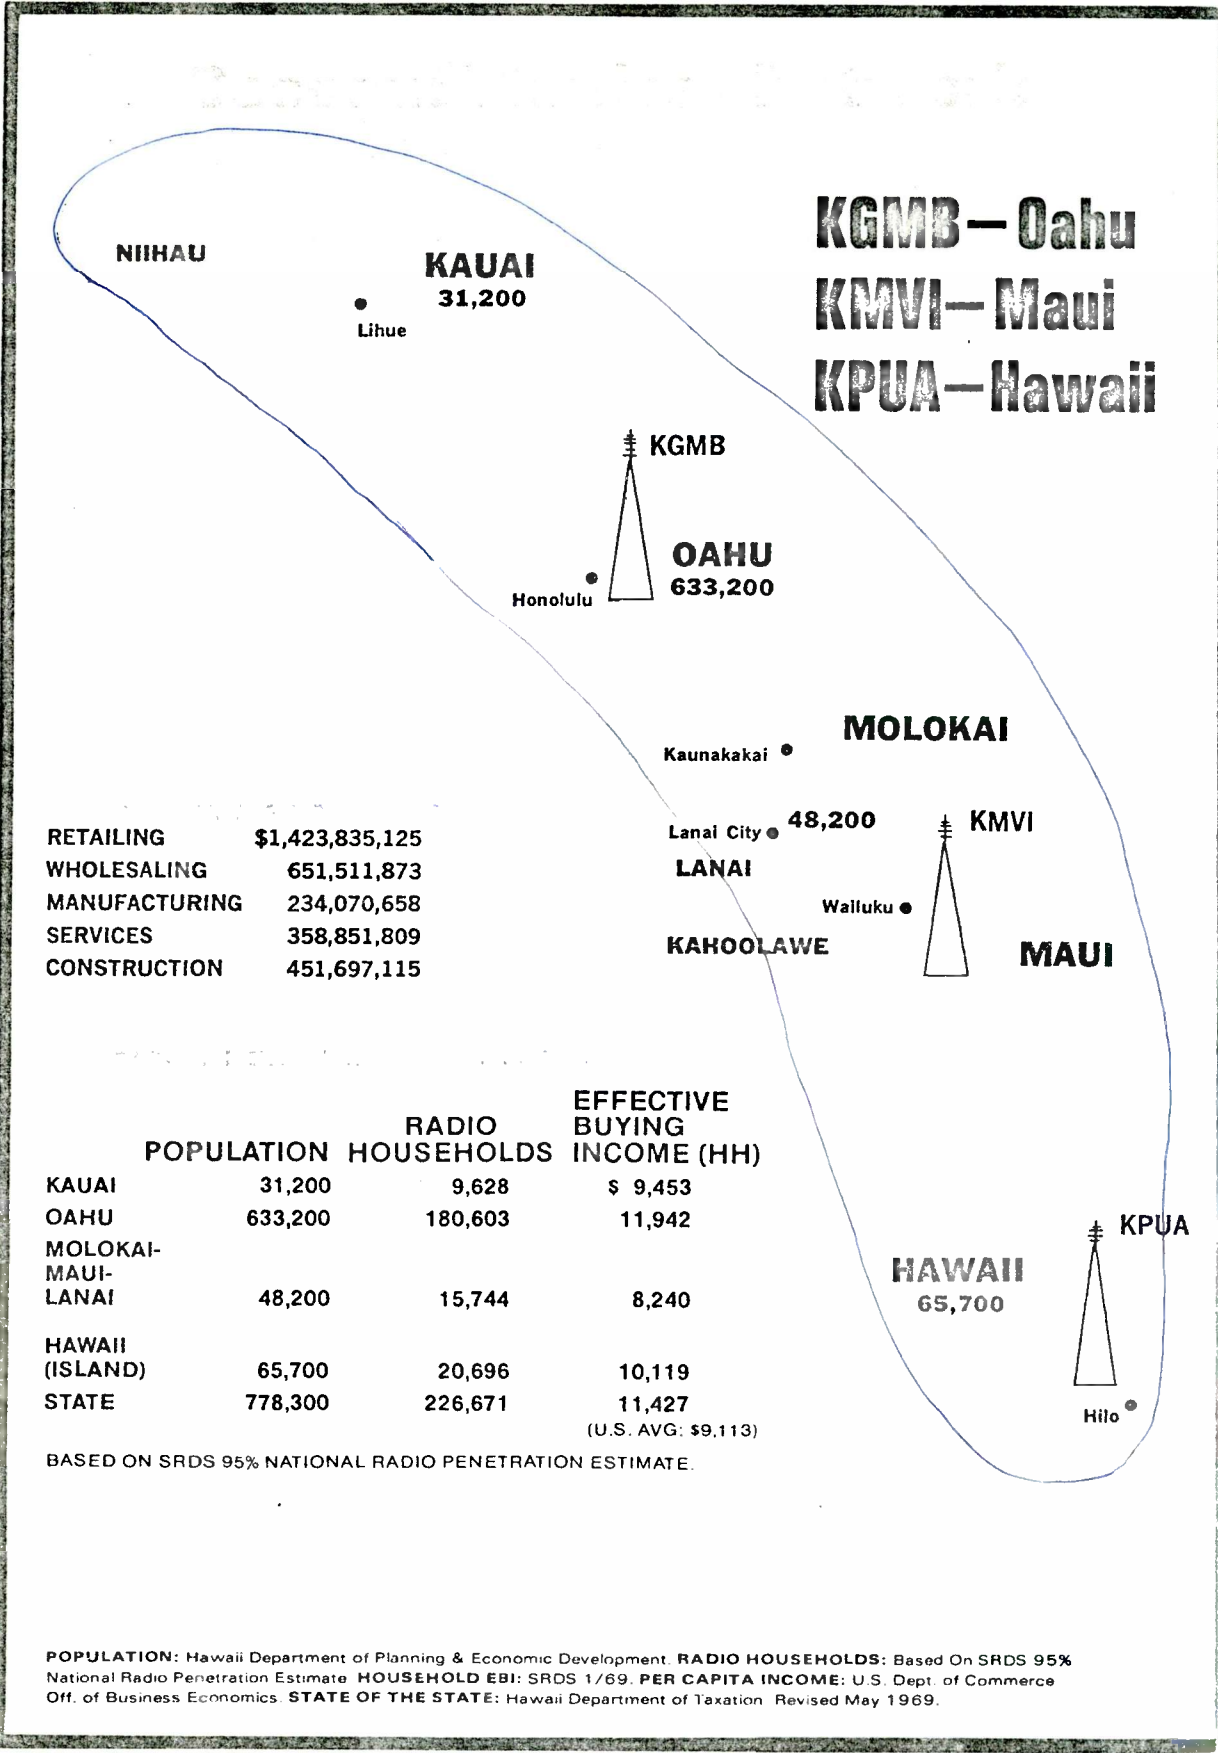 KGMB—Oahu
KMVI—Maui
KPUA—Hawaii
NIIHAU
KAUAI
31,200
Lihue
KGMB
OAHU
633,200
Honolulu
MOLOKAI
Kaunakakai
48,200
Lanai City
LANAI
KMVI
Wailuku
KAHOOLAWE
MAUI
RETAILING $1,423,835,125
WHOLESALING 651,511,873
MANUFACTURING 234,070,658
SERVICES 358,851,809
CONSTRUCTION 451,697,115
EFFECTIVE
RADIO BUYING
POPULATION HOUSEHOLDS INCOME (HH)
KAUAI 31,200 9,628 $ 9,453
OAHU 633,200 180,603 11,942
MOLOKAI-
MAUI-
LANAI 48,200 15,744 8,240
HAWAII
(ISLAND) 65,700 20,696 10,119
STATE 778,300 226,671 11,427
(U.S. AVG: $9,113)
BASED ON SRDS 95% NATIONAL RADIO PENETRATION ESTIMATE.
KPUA
HAWAII
65,700
Hilo
POPULATION: Hawaii Department of Planning & Economic Development. RADIO HOUSEHOLDS: Based On SRDS 95%
National Radio Penetration Estimate HOUSEHOLD EBI: SRDS 1/69. PER CAPITA INCOME: U.S. Dept. of Commerce
Off. of Business Economics. STATE OF THE STATE: Hawaii Department of Taxation Revised May 1969.